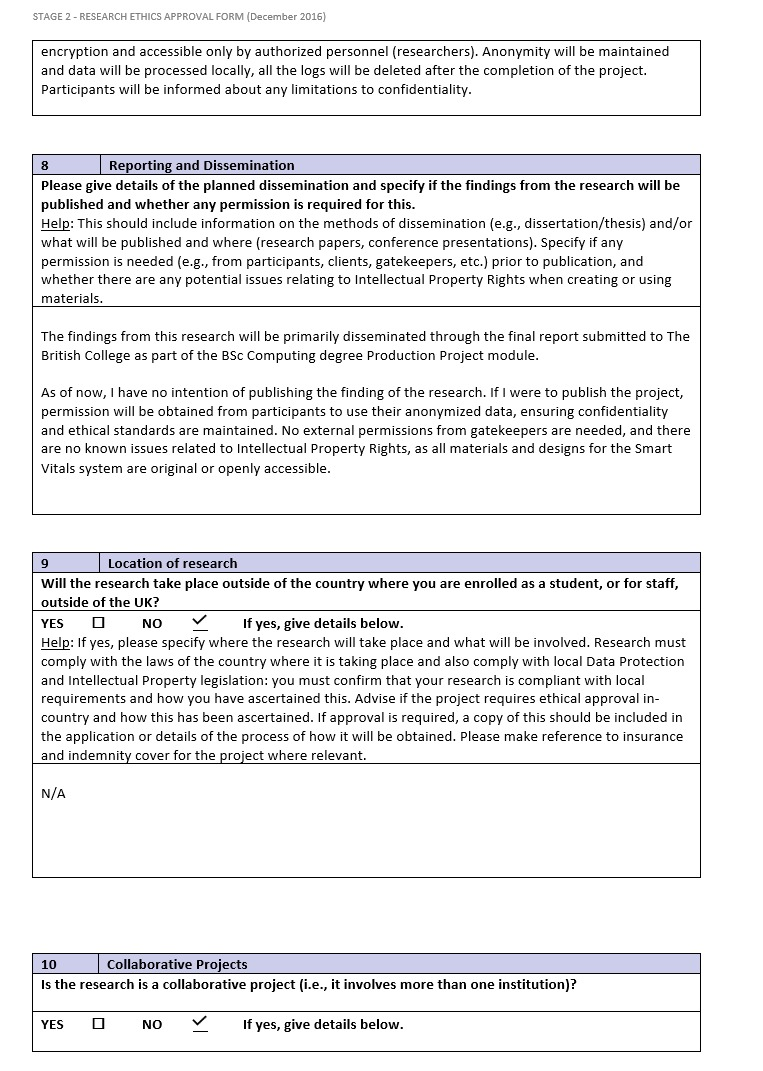 STAGE 2 - RESEARCH ETHICS APPROVAL FORM (December 2016)
encryption and accessible only by authorized personnel (researchers). Anonymity will be maintained
and data will be processed locally, all the logs will be deleted after the completion of the project.
Participants will be informed about any limitations to confidentiality.
8 Reporting and Dissemination
Please give details of the planned dissemination and specify if the findings from the research will be
published and whether any permission is required for this.
Help: This should include information on the methods of dissemination (e.g., dissertation/thesis) and/or
what will be published and where (research papers, conference presentations). Specify if any
permission is needed (e.g., from participants, clients, gatekeepers, etc.) prior to publication, and
whether there are any potential issues relating to Intellectual Property Rights when creating or using
materials.
The findings from this research will be primarily disseminated through the final report submitted to The
British College as part of the BSc Computing degree Production Project module.
As of now, I have no intention of publishing the finding of the research. If I were to publish the project,
permission will be obtained from participants to use their anonymized data, ensuring confidentiality
and ethical standards are maintained. No external permissions from gatekeepers are needed, and there
are no known issues related to Intellectual Property Rights, as all materials and designs for the Smart
Vitals system are original or openly accessible.
9 Location of research
Will the research take place outside of the country where you are enrolled as a student, or for staff,
outside of the UK?
YES ☐ NO ✓ If yes, give details below.
Help: If yes, please specify where the research will take place and what will be involved. Research must
comply with the laws of the country where it is taking place and also comply with local Data Protection
and Intellectual Property legislation: you must confirm that your research is compliant with local
requirements and how you have ascertained this. Advise if the project requires ethical approval in-
country and how this has been ascertained. If approval is required, a copy of this should be included in
the application or details of the process of how it will be obtained. Please make reference to insurance
and indemnity cover for the project where relevant.
N/A
10 Collaborative Projects
Is the research is a collaborative project (i.e., it involves more than one institution)?
YES ☐ NO ✓ If yes, give details below.